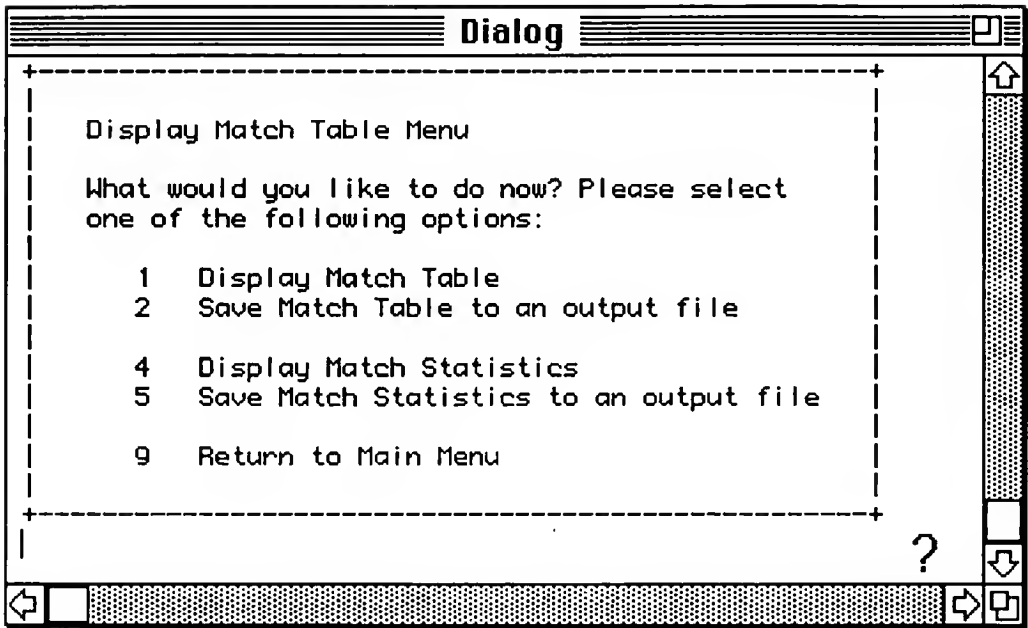 Dialog
Display Match Table Menu
What would you like to do now? Please select
one of the following options:
1 Display Match Table
2 Save Match Table to an output file
4 Display Match Statistics
5 Save Match Statistics to an output file
9 Return to Main Menu
?